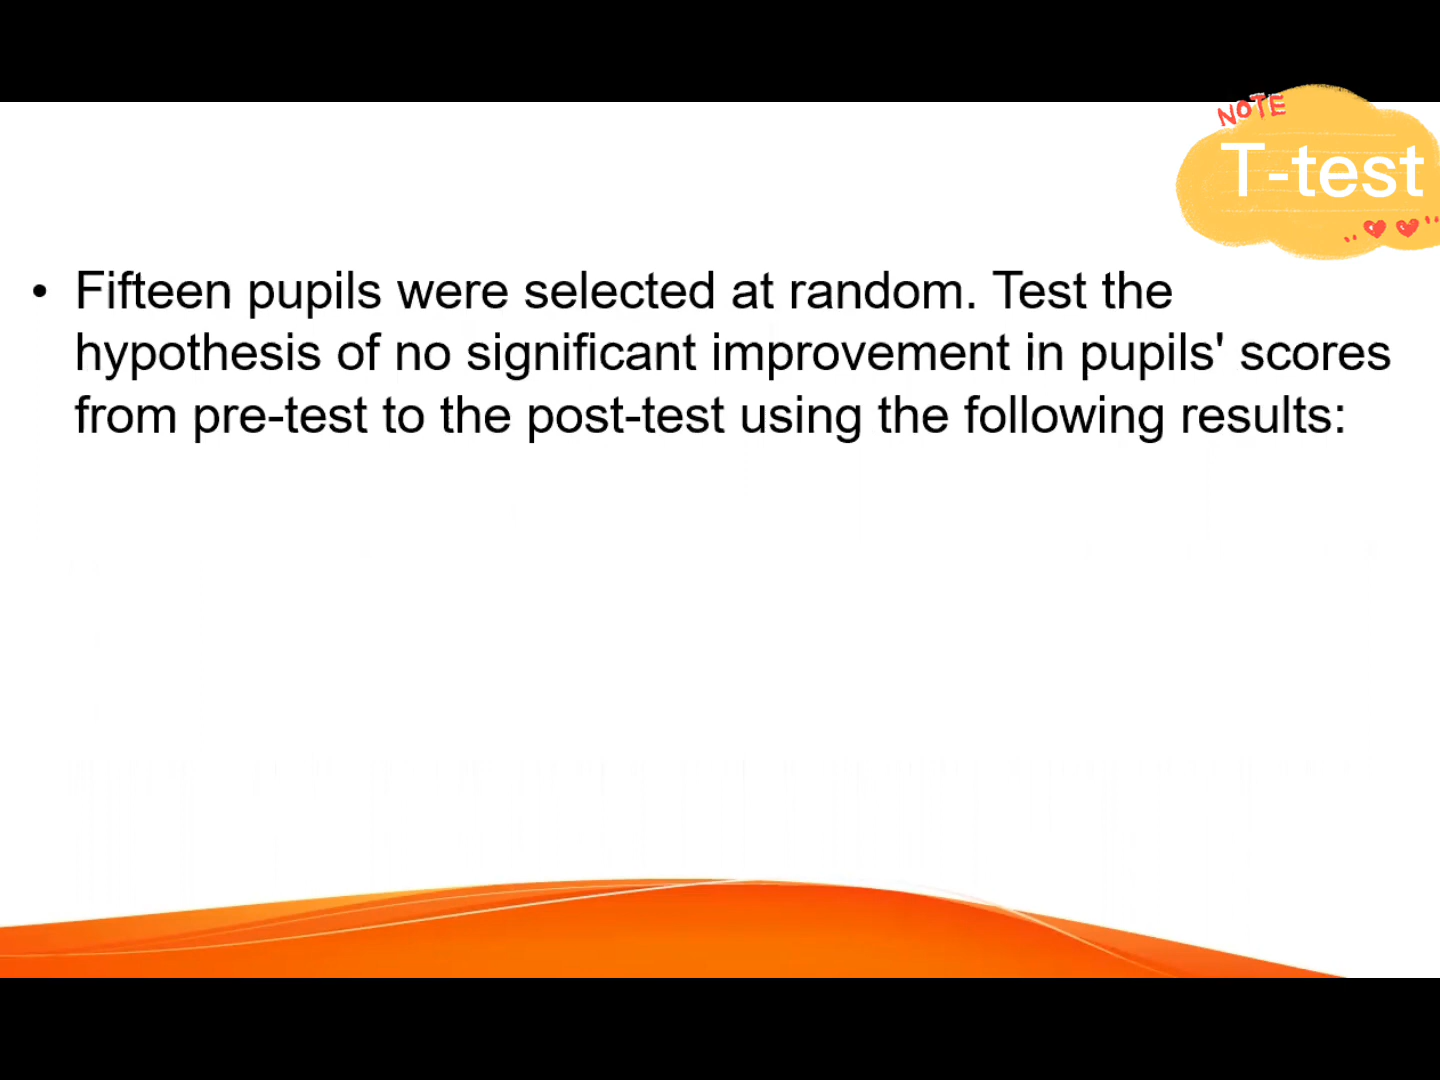 NOTE
T-test
• Fifteen pupils were selected at random. Test the
hypothesis of no significant improvement in pupils' scores
from pre-test to the post-test using the following results: